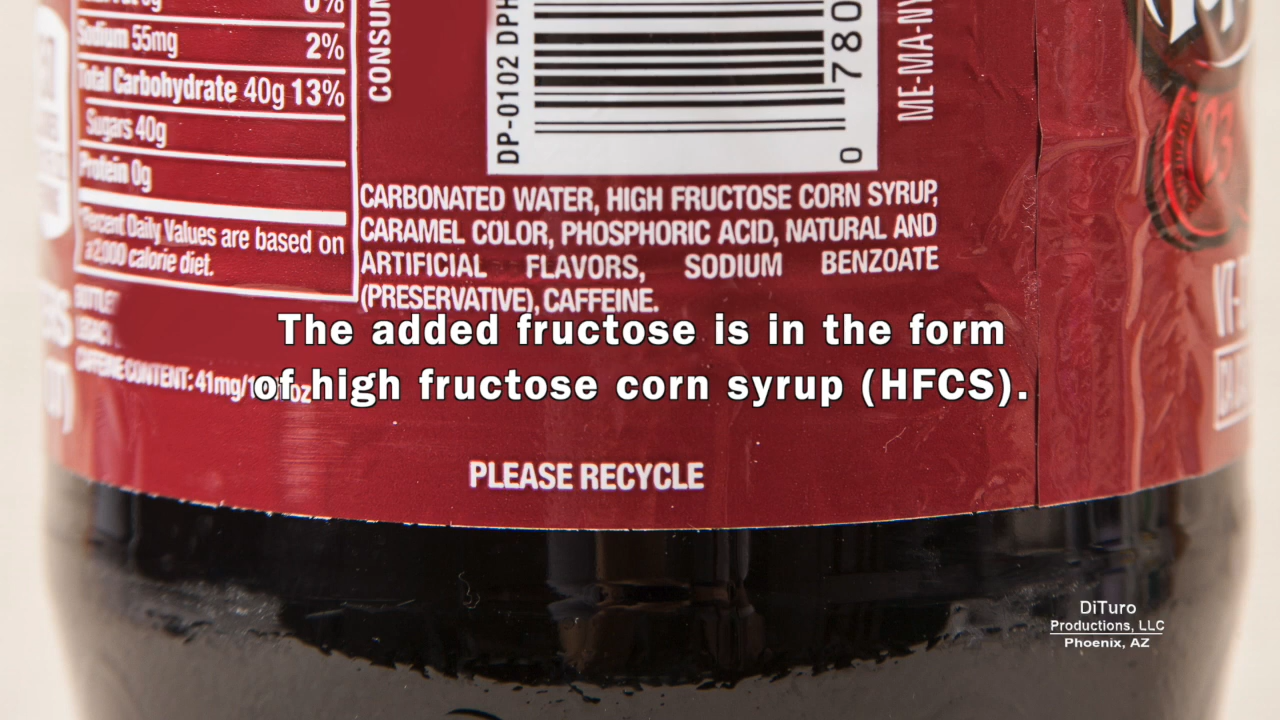 0%
Sodium 55mg 2%
Total Carbohydrate 40g 13%
Sugars 40g
Protein 0g
Percent Daily Values are based on
a 2,000 calorie diet.
CONSUM
DP-0102 DPH
0 780
ME-MA-NY
23
CARBONATED WATER, HIGH FRUCTOSE CORN SYRUP,
CARAMEL COLOR, PHOSPHORIC ACID, NATURAL AND
ARTIFICIAL FLAVORS, SODIUM BENZOATE
(PRESERVATIVE), CAFFEINE.
CAFFEINE CONTENT: 41mg/1
The added fructose is in the form
of high fructose corn syrup (HFCS).
PLEASE RECYCLE
DiTuro
Productions, LLC
Phoenix, AZ